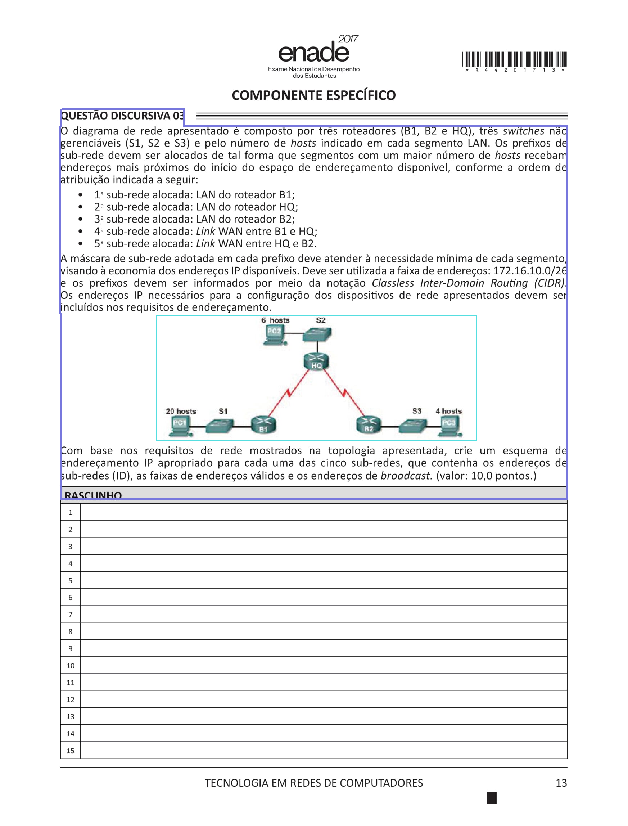 2017
enade
Exame Nacional de Desempenho
dos Estudantes
*R4420171 3*
COMPONENTE ESPECÍFICO
QUESTÃO DISCURSIVA 03
O diagrama de rede apresentado é composto por três roteadores (B1, B2 e HQ), três switches não
gerenciáveis (S1, S2 e S3) e pelo número de hosts indicado em cada segmento LAN. Os prefixos de
sub-rede devem ser alocados de tal forma que segmentos com um maior número de hosts recebam
endereços mais próximos do início do espaço de endereçamento disponível, conforme a ordem de
atribuição indicada a seguir:
• 1ª sub-rede alocada: LAN do roteador B1;
• 2ª sub-rede alocada: LAN do roteador HQ;
• 3ª sub-rede alocada: LAN do roteador B2;
• 4ª sub-rede alocada: Link WAN entre B1 e HQ;
• 5ª sub-rede alocada: Link WAN entre HQ e B2.
A máscara de sub-rede adotada em cada prefixo deve atender à necessidade mínima de cada segmento,
visando à economia dos endereços IP disponíveis. Deve ser utilizada a faixa de endereços: 172.16.10.0/26
e os prefixos devem ser informados por meio da notação Classless Inter-Domain Routing (CIDR).
Os endereços IP necessários para a configuração dos dispositivos de rede apresentados devem ser
incluídos nos requisitos de endereçamento.
6 hosts S2
PC2
HQ
20 hosts S1 S3 4 hosts
PC1 B1 B2 PC3
Com base nos requisitos de rede mostrados na topologia apresentada, crie um esquema de
endereçamento IP apropriado para cada uma das cinco sub-redes, que contenha os endereços de
sub-redes (ID), as faixas de endereços válidos e os endereços de broadcast. (valor: 10,0 pontos.)
RASCUNHO
1
2
3
4
5
6
7
8
9
10
11
12
13
14
15
TECNOLOGIA EM REDES DE COMPUTADORES 13